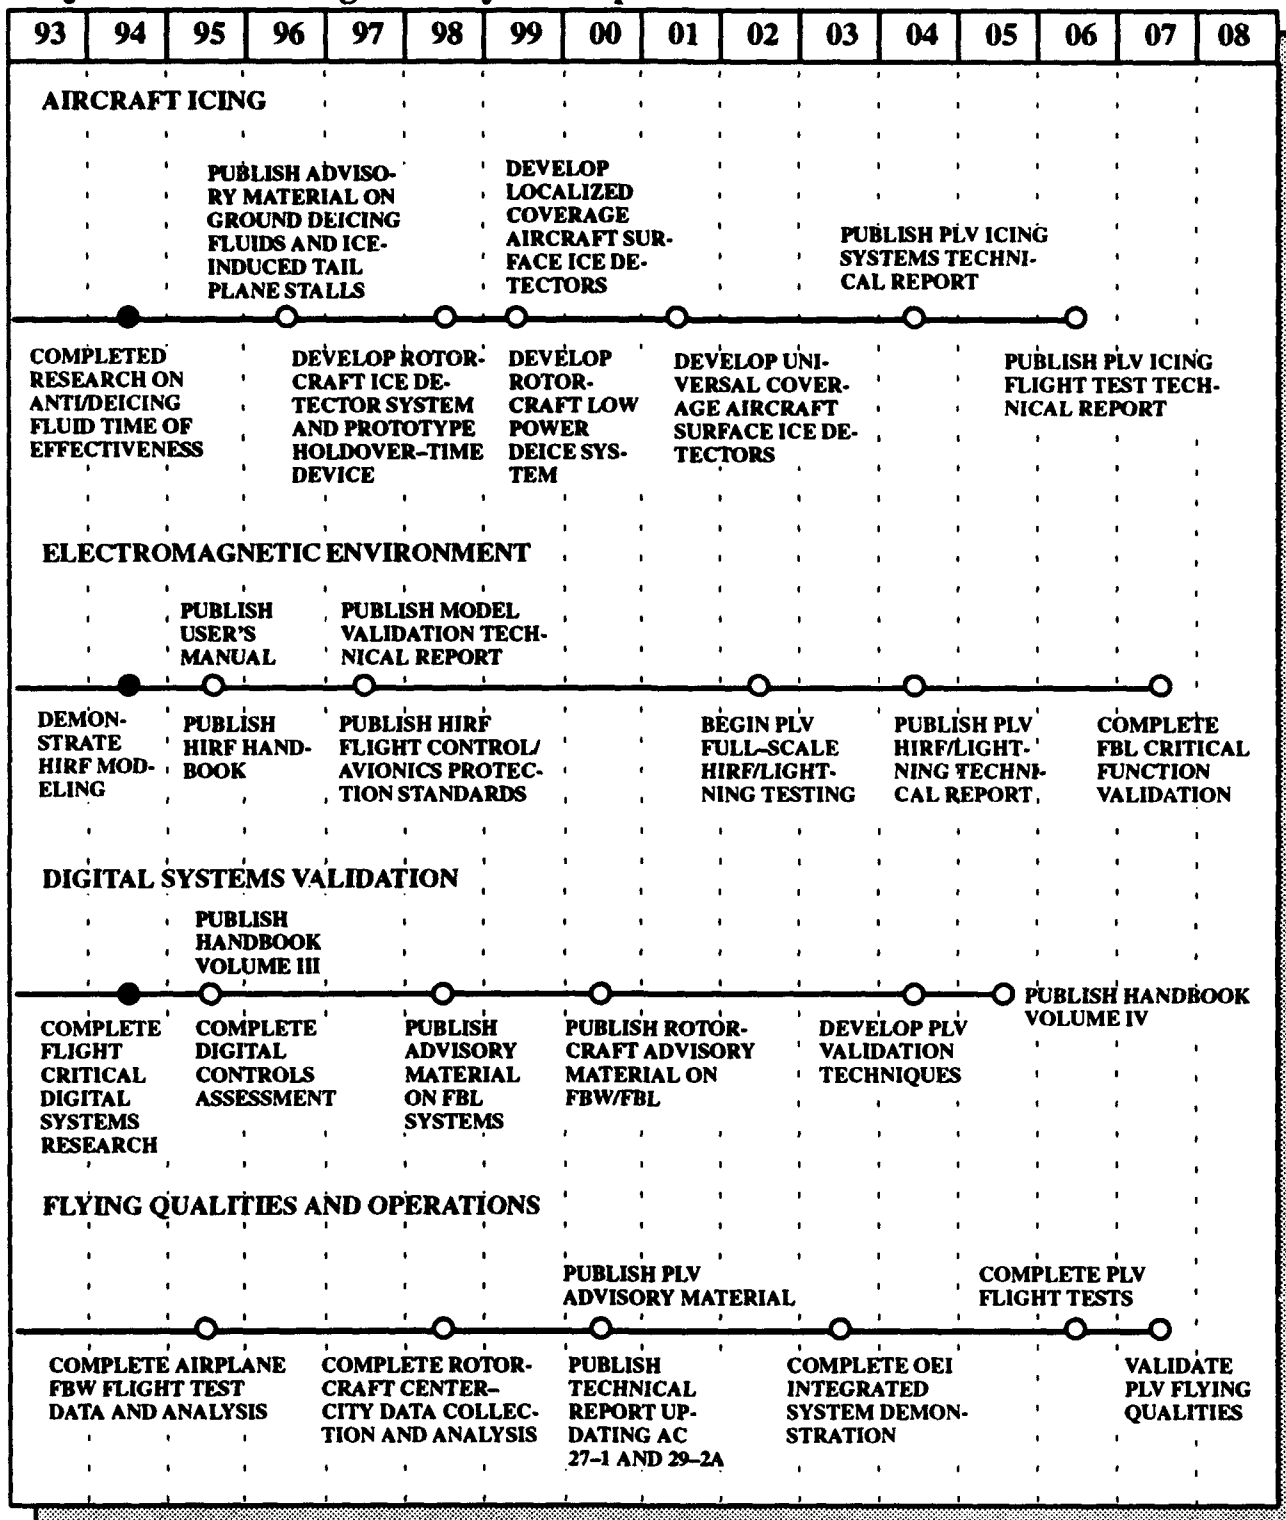 93 94 95 96 97 98 99 00 01 02 03 04 05 06 07 08
AIRCRAFT ICING
PUBLISH ADVISO-
RY MATERIAL ON
GROUND DEICING
FLUIDS AND ICE-
INDUCED TAIL
PLANE STALLS
DEVELOP
LOCALIZED
COVERAGE
AIRCRAFT SUR-
FACE ICE DE-
TECTORS
PUBLISH PLV ICING
SYSTEMS TECHNI-
CAL REPORT
COMPLETED
RESEARCH ON
ANTI/DEICING
FLUID TIME OF
EFFECTIVENESS
DEVELOP ROTOR-
CRAFT ICE DE-
TECTOR SYSTEM
AND PROTOTYPE
HOLDOVER–TIME
DEVICE
DEVELOP
ROTOR-
CRAFT LOW
POWER
DEICE SYS-
TEM
DEVELOP UNI-
VERSAL COVER-
AGE AIRCRAFT
SURFACE ICE DE-
TECTORS
PUBLISH PLV ICING
FLIGHT TEST TECH-
NICAL REPORT
ELECTROMAGNETIC ENVIRONMENT
PUBLISH
USER'S
MANUAL
PUBLISH MODEL
VALIDATION TECH-
NICAL REPORT
DEMON-
STRATE
HIRF MOD-
ELING
PUBLISH
HIRF HAND-
BOOK
PUBLISH HIRF
FLIGHT CONTROL/
AVIONICS PROTEC-
TION STANDARDS
BEGIN PLV
FULL–SCALE
HIRF/LIGHT-
NING TESTING
PUBLISH PLV
HIRF/LIGHT-
NING TECHNI-
CAL REPORT
COMPLETE
FBL CRITICAL
FUNCTION
VALIDATION
DIGITAL SYSTEMS VALIDATION
PUBLISH
HANDBOOK
VOLUME III
PUBLISH HANDBOOK
VOLUME IV
COMPLETE
FLIGHT
CRITICAL
DIGITAL
SYSTEMS
RESEARCH
COMPLETE
DIGITAL
CONTROLS
ASSESSMENT
PUBLISH
ADVISORY
MATERIAL
ON FBL
SYSTEMS
PUBLISH ROTOR-
CRAFT ADVISORY
MATERIAL ON
FBW/FBL
DEVELOP PLV
VALIDATION
TECHNIQUES
FLYING QUALITIES AND OPERATIONS
PUBLISH PLV
ADVISORY MATERIAL
COMPLETE PLV
FLIGHT TESTS
COMPLETE AIRPLANE
FBW FLIGHT TEST
DATA AND ANALYSIS
COMPLETE ROTOR-
CRAFT CENTER–
CITY DATA COLLEC-
TION AND ANALYSIS
PUBLISH
TECHNICAL
REPORT UP-
DATING AC
27–1 AND 29–2A
COMPLETE OEI
INTEGRATED
SYSTEM DEMON-
STRATION
VALIDATE
PLV FLYING
QUALITIES